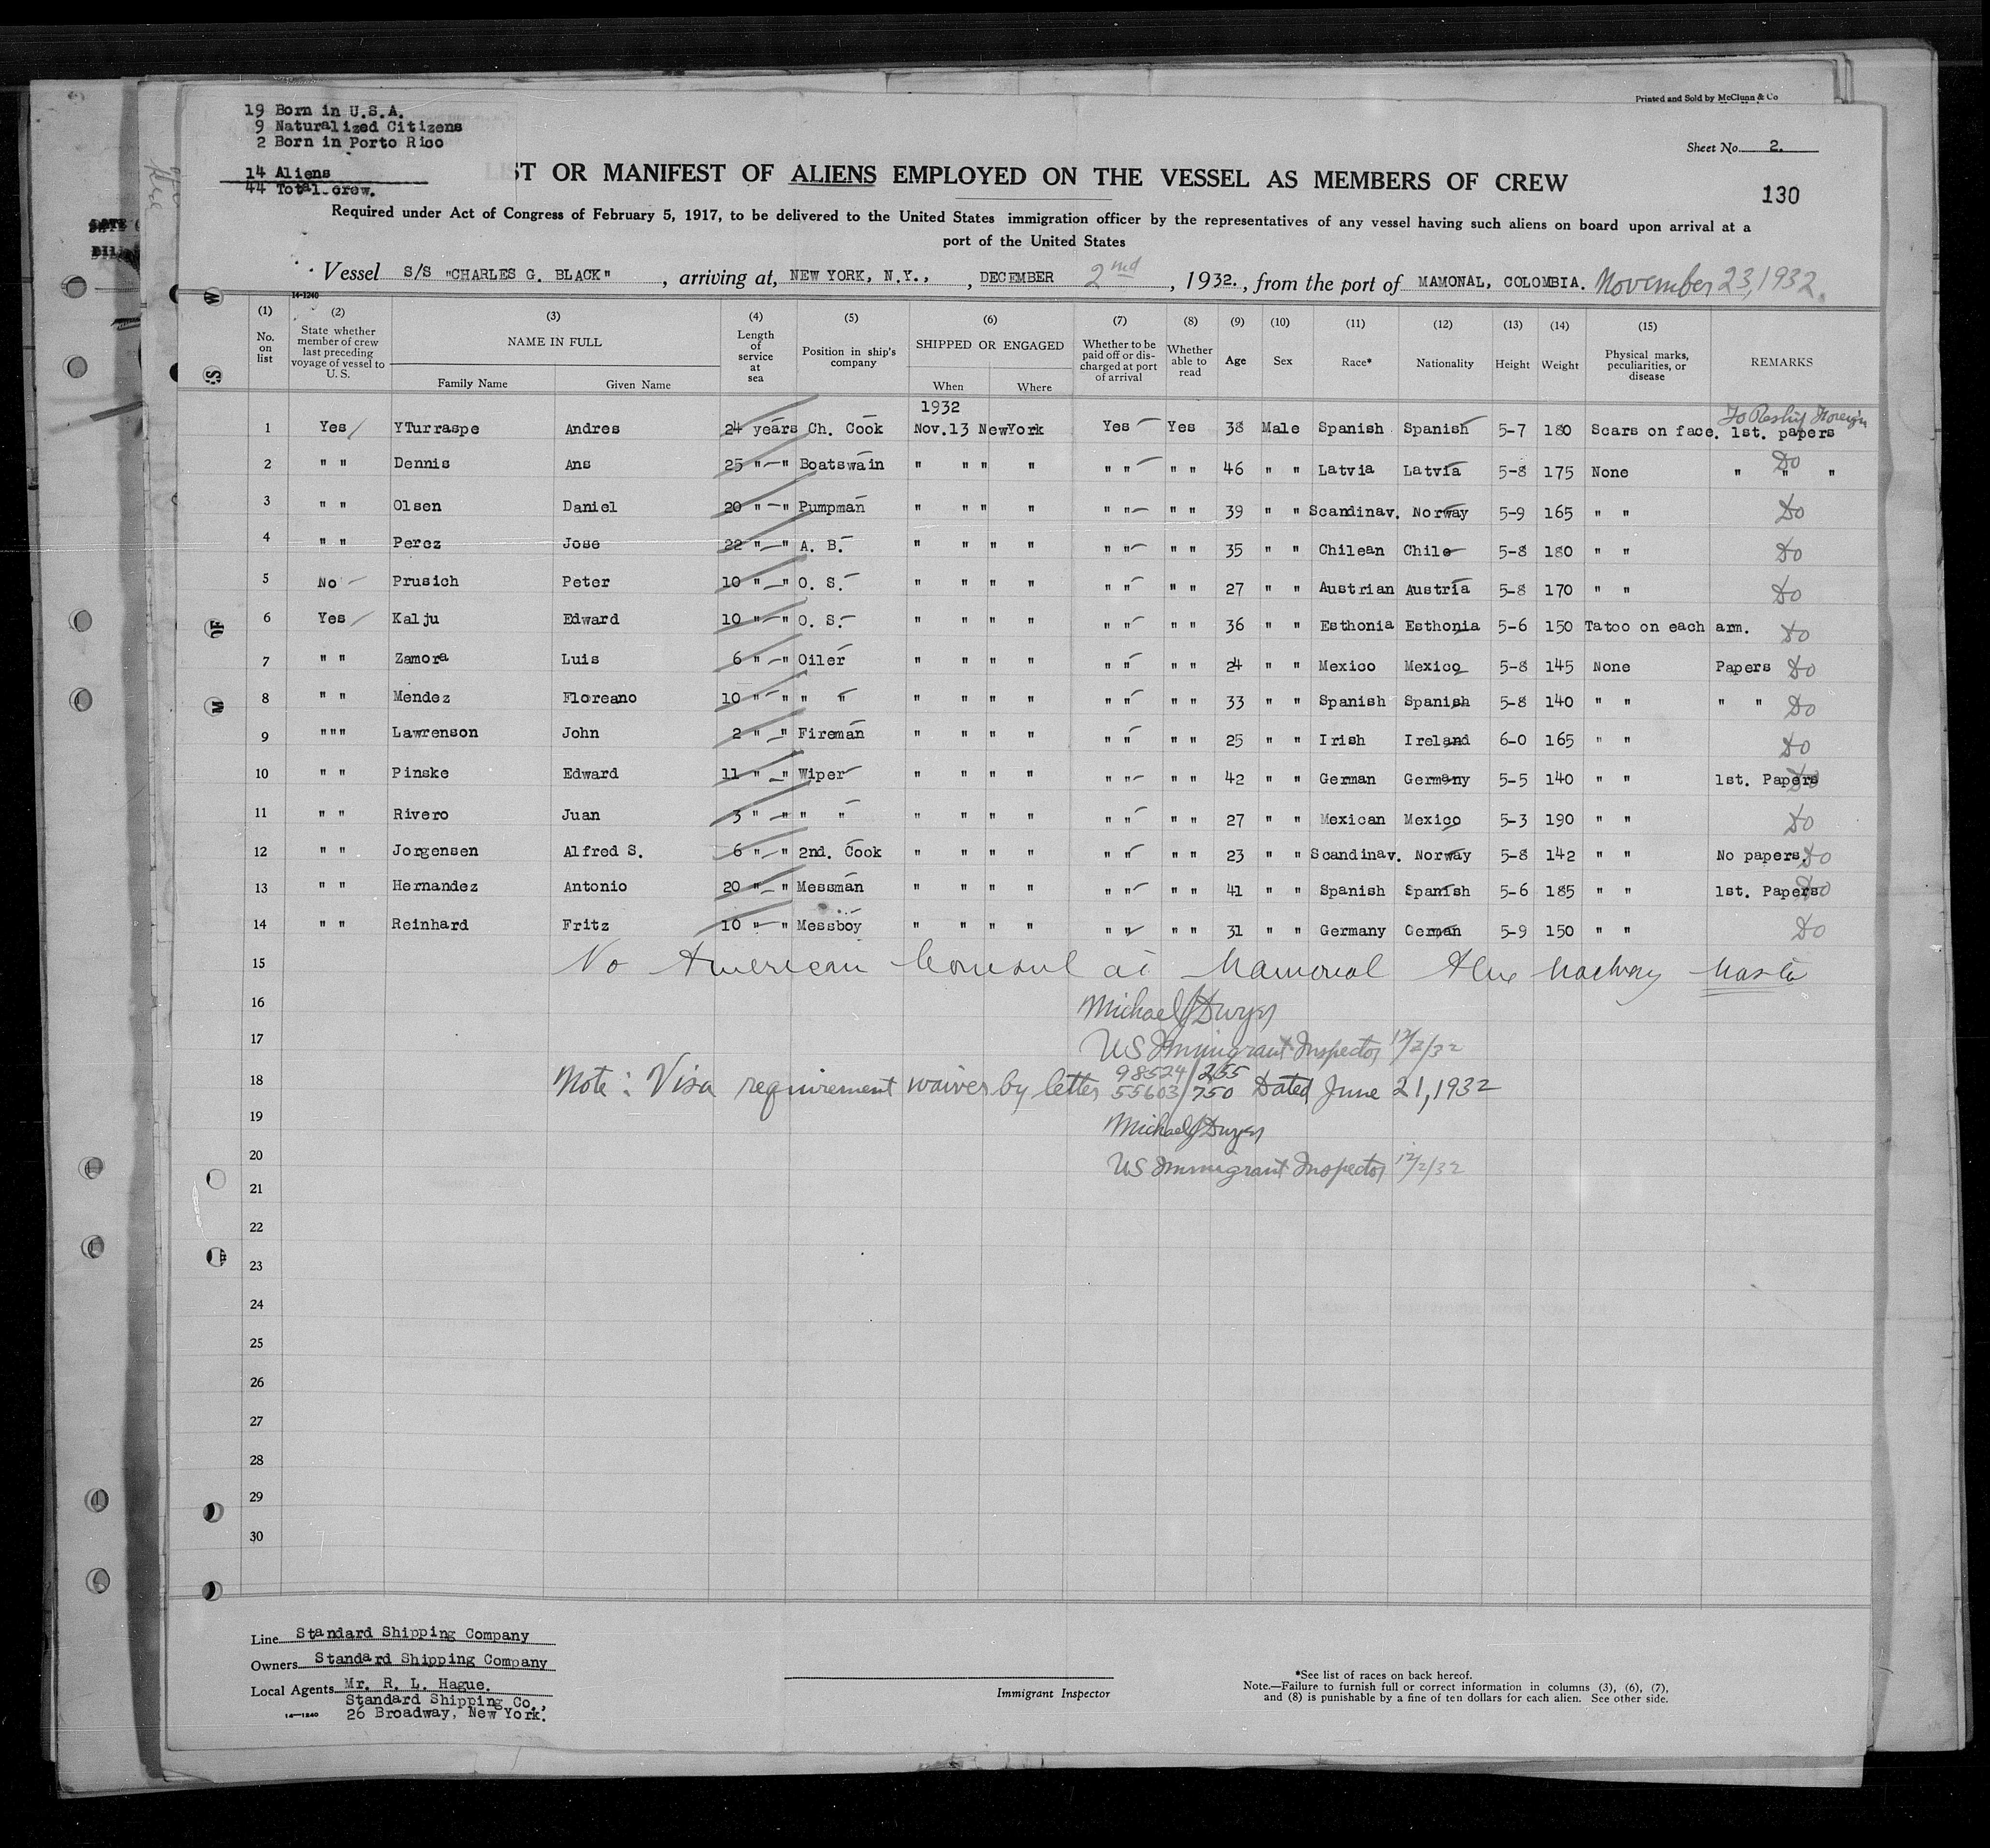 19 Born in U.S.A.
9 Naturalized Citizens
2 Born in Porto Rico
14 Aliens
44 Total crew.
Printed and Sold by McClunn & Co
Sheet No. 2.
ST OR MANIFEST OF ALIENS EMPLOYED ON THE VESSEL AS MEMBERS OF CREW
130
Required under Act of Congress of February 5, 1917, to be delivered to the United States immigration officer by the representatives of any vessel having such aliens on board upon arrival at a
port of the United States
Vessel S/S "CHARLES G. BLACK", arriving at, NEW YORK, N.Y., , DECEMBER 2nd, 1932., from the port of MAMONAL, COLOMBIA. November 23, 1932.
14-1240
(1) No. on list
(2) State whether member of crew last preceding voyage of vessel to U. S.
(3) NAME IN FULL Family Name Given Name
(4) Length of service at sea
(5) Position in ship's company
(6) SHIPPED OR ENGAGED When Where
(7) Whether to be paid off or discharged at port of arrival
(8) Whether able to read
(9) Age
(10) Sex
(11) Race*
(12) Nationality
(13) Height
(14) Weight
(15) Physical marks, peculiarities, or disease
REMARKS
1932
To Reship Foreign
1 Yes YTurraspe Andres 24 years Ch. Cook Nov.13 NewYork Yes Yes 38 Male Spanish Spanish 5-7 180 Scars on face. 1st. papers
2 " " Dennis Ans 25 " " Boatswain " " " " " " " " 46 " " Latvia Latvia 5-8 175 None " " " Do
3 " " Olsen Daniel 20 " " Pumpman " " " " " " " " 39 " " Scandinav. Norway 5-9 165 " " Do
4 " " Perez Jose 22 " " A. B. " " " " " " " " 35 " " Chilean Chile 5-8 180 " " Do
5 No Prusich Peter 10 " " O. S. " " " " " " " " 27 " " Austrian Austria 5-8 170 " " Do
6 Yes Kalju Edward 10 " " O. S. " " " " " " " " 36 " " Esthonia Esthonia 5-6 150 Tatoo on each arm. Do
7 " " Zamora Luis 6 " " Oiler " " " " " " " " 24 " " Mexico Mexico 5-8 145 None Papers Do
8 " " Mendez Floreano 10 " " " " " " " " " " " " 33 " " Spanish Spanish 5-8 140 " " " " Do
9 " " " Lawrenson John 2 " " Fireman " " " " " " " " 25 " " Irish Ireland 6-0 165 " " Do
10 " " Pinske Edward 11 " " Wiper " " " " " " " " 42 " " German Germany 5-5 140 " " 1st. Papers Do
11 " " Rivero Juan 3 " " " " " " " " " " " " 27 " " Mexican Mexico 5-3 190 " " Do
12 " " Jorgensen Alfred S. 6 " " 2nd. Cook " " " " " " " " 23 " " Scandinav. Norway 5-8 142 " " No papers. Do
13 " " Hernandez Antonio 20 " " Messman " " " " " " " " 41 " " Spanish Spanish 5-6 185 " " 1st. Papers Do
14 " " Reinhard Fritz 10 " " Messboy " " " " " " " " 31 " " Germany German 5-9 150 " " Do
15 No American Consul at Mamonal
16 Michael J Dwyer
17 US Immigrant Inspector 12/2/32
18 Note: Visa requirement waiver by letter 98524/255 55603/750 Dated June 21, 1932
19 Michael J Dwyer
20 US Immigrant Inspector 12/2/32
21
22
23
24
25
26
27
28
29
30
Line Standard Shipping Company
Owners Standard Shipping Company
Local Agents Mr. R. L. Hague.
Standard Shipping Co.,
26 Broadway, New York.
14-1240
Immigrant Inspector
*See list of races on back hereof.
Note.—Failure to furnish full or correct information in columns (3), (6), (7),
and (8) is punishable by a fine of ten dollars for each alien. See other side.